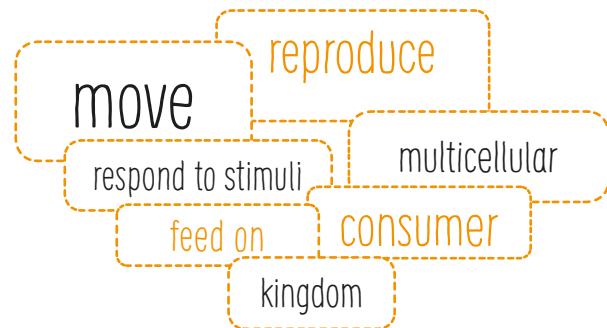 reproduce
move
multicellular
respond to stimuli
feed on
consumer
kingdom